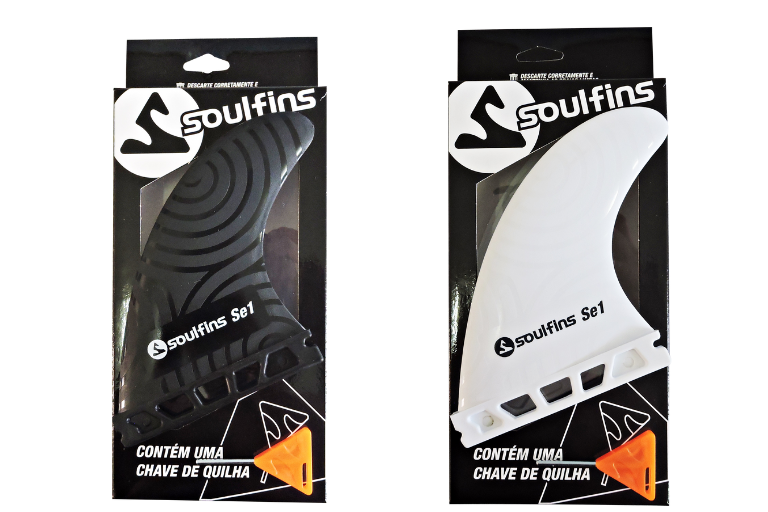 DESCARTE CORRETAMENTE E
soulfins
soulfins Se1
CONTÉM UMA
CHAVE DE QUILHA
DESCARTE CORRETAMENTE E
soulfins
soulfins Se1
CONTÉM UMA
CHAVE DE QUILHA